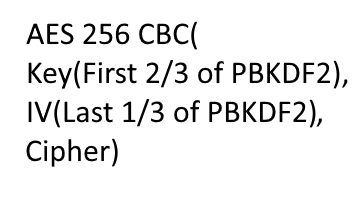 AES 256 CBC(
Key(First 2/3 of PBKDF2),
IV(Last 1/3 of PBKDF2),
Cipher)